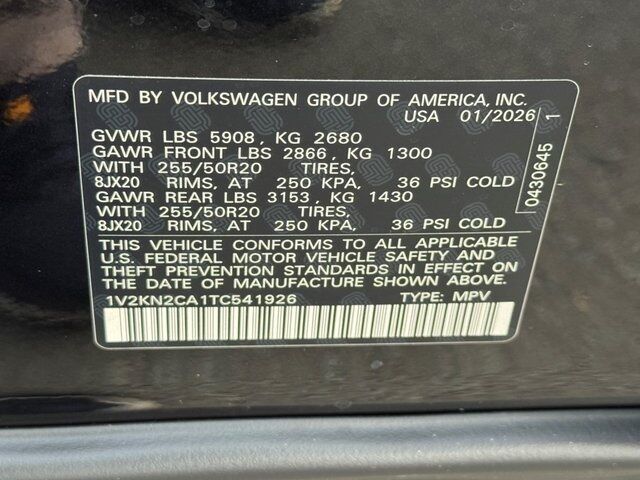 MFD BY VOLKSWAGEN GROUP OF AMERICA, INC.
USA 01/2026
GVWR LBS 5908, KG 2680
GAWR FRONT LBS 2866, KG 1300
WITH 255/50R20 TIRES,
8JX20 RIMS, AT 250 KPA, 36 PSI COLD
GAWR REAR LBS 3153, KG 1430
WITH 255/50R20 TIRES,
8JX20 RIMS, AT 250 KPA, 36 PSI COLD
THIS VEHICLE CONFORMS TO ALL APPLICABLE
U.S. FEDERAL MOTOR VEHICLE SAFETY AND
THEFT PREVENTION STANDARDS IN EFFECT ON
THE DATE OF MANUFACTURE SHOWN ABOVE.
1V2KN2CA1TC541926 TYPE: MPV
0430645 1